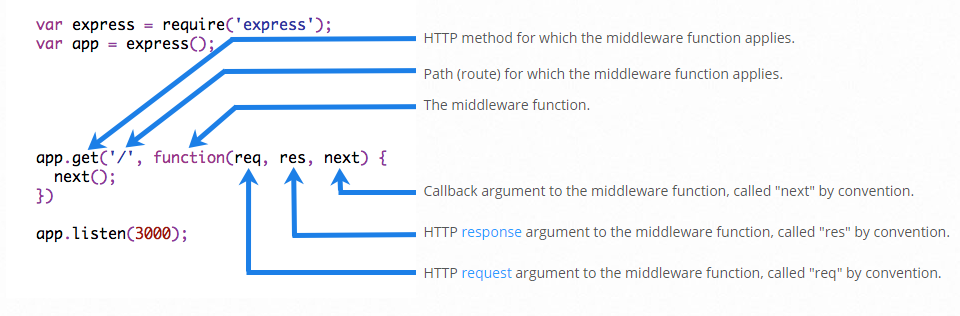 var express = require('express');
var app = express();
HTTP method for which the middleware function applies.
Path (route) for which the middleware function applies.
The middleware function.
app.get('/', function(req, res, next) {
next();
})
Callback argument to the middleware function, called "next" by convention.
app.listen(3000);
HTTP response argument to the middleware function, called "res" by convention.
HTTP request argument to the middleware function, called "req" by convention.